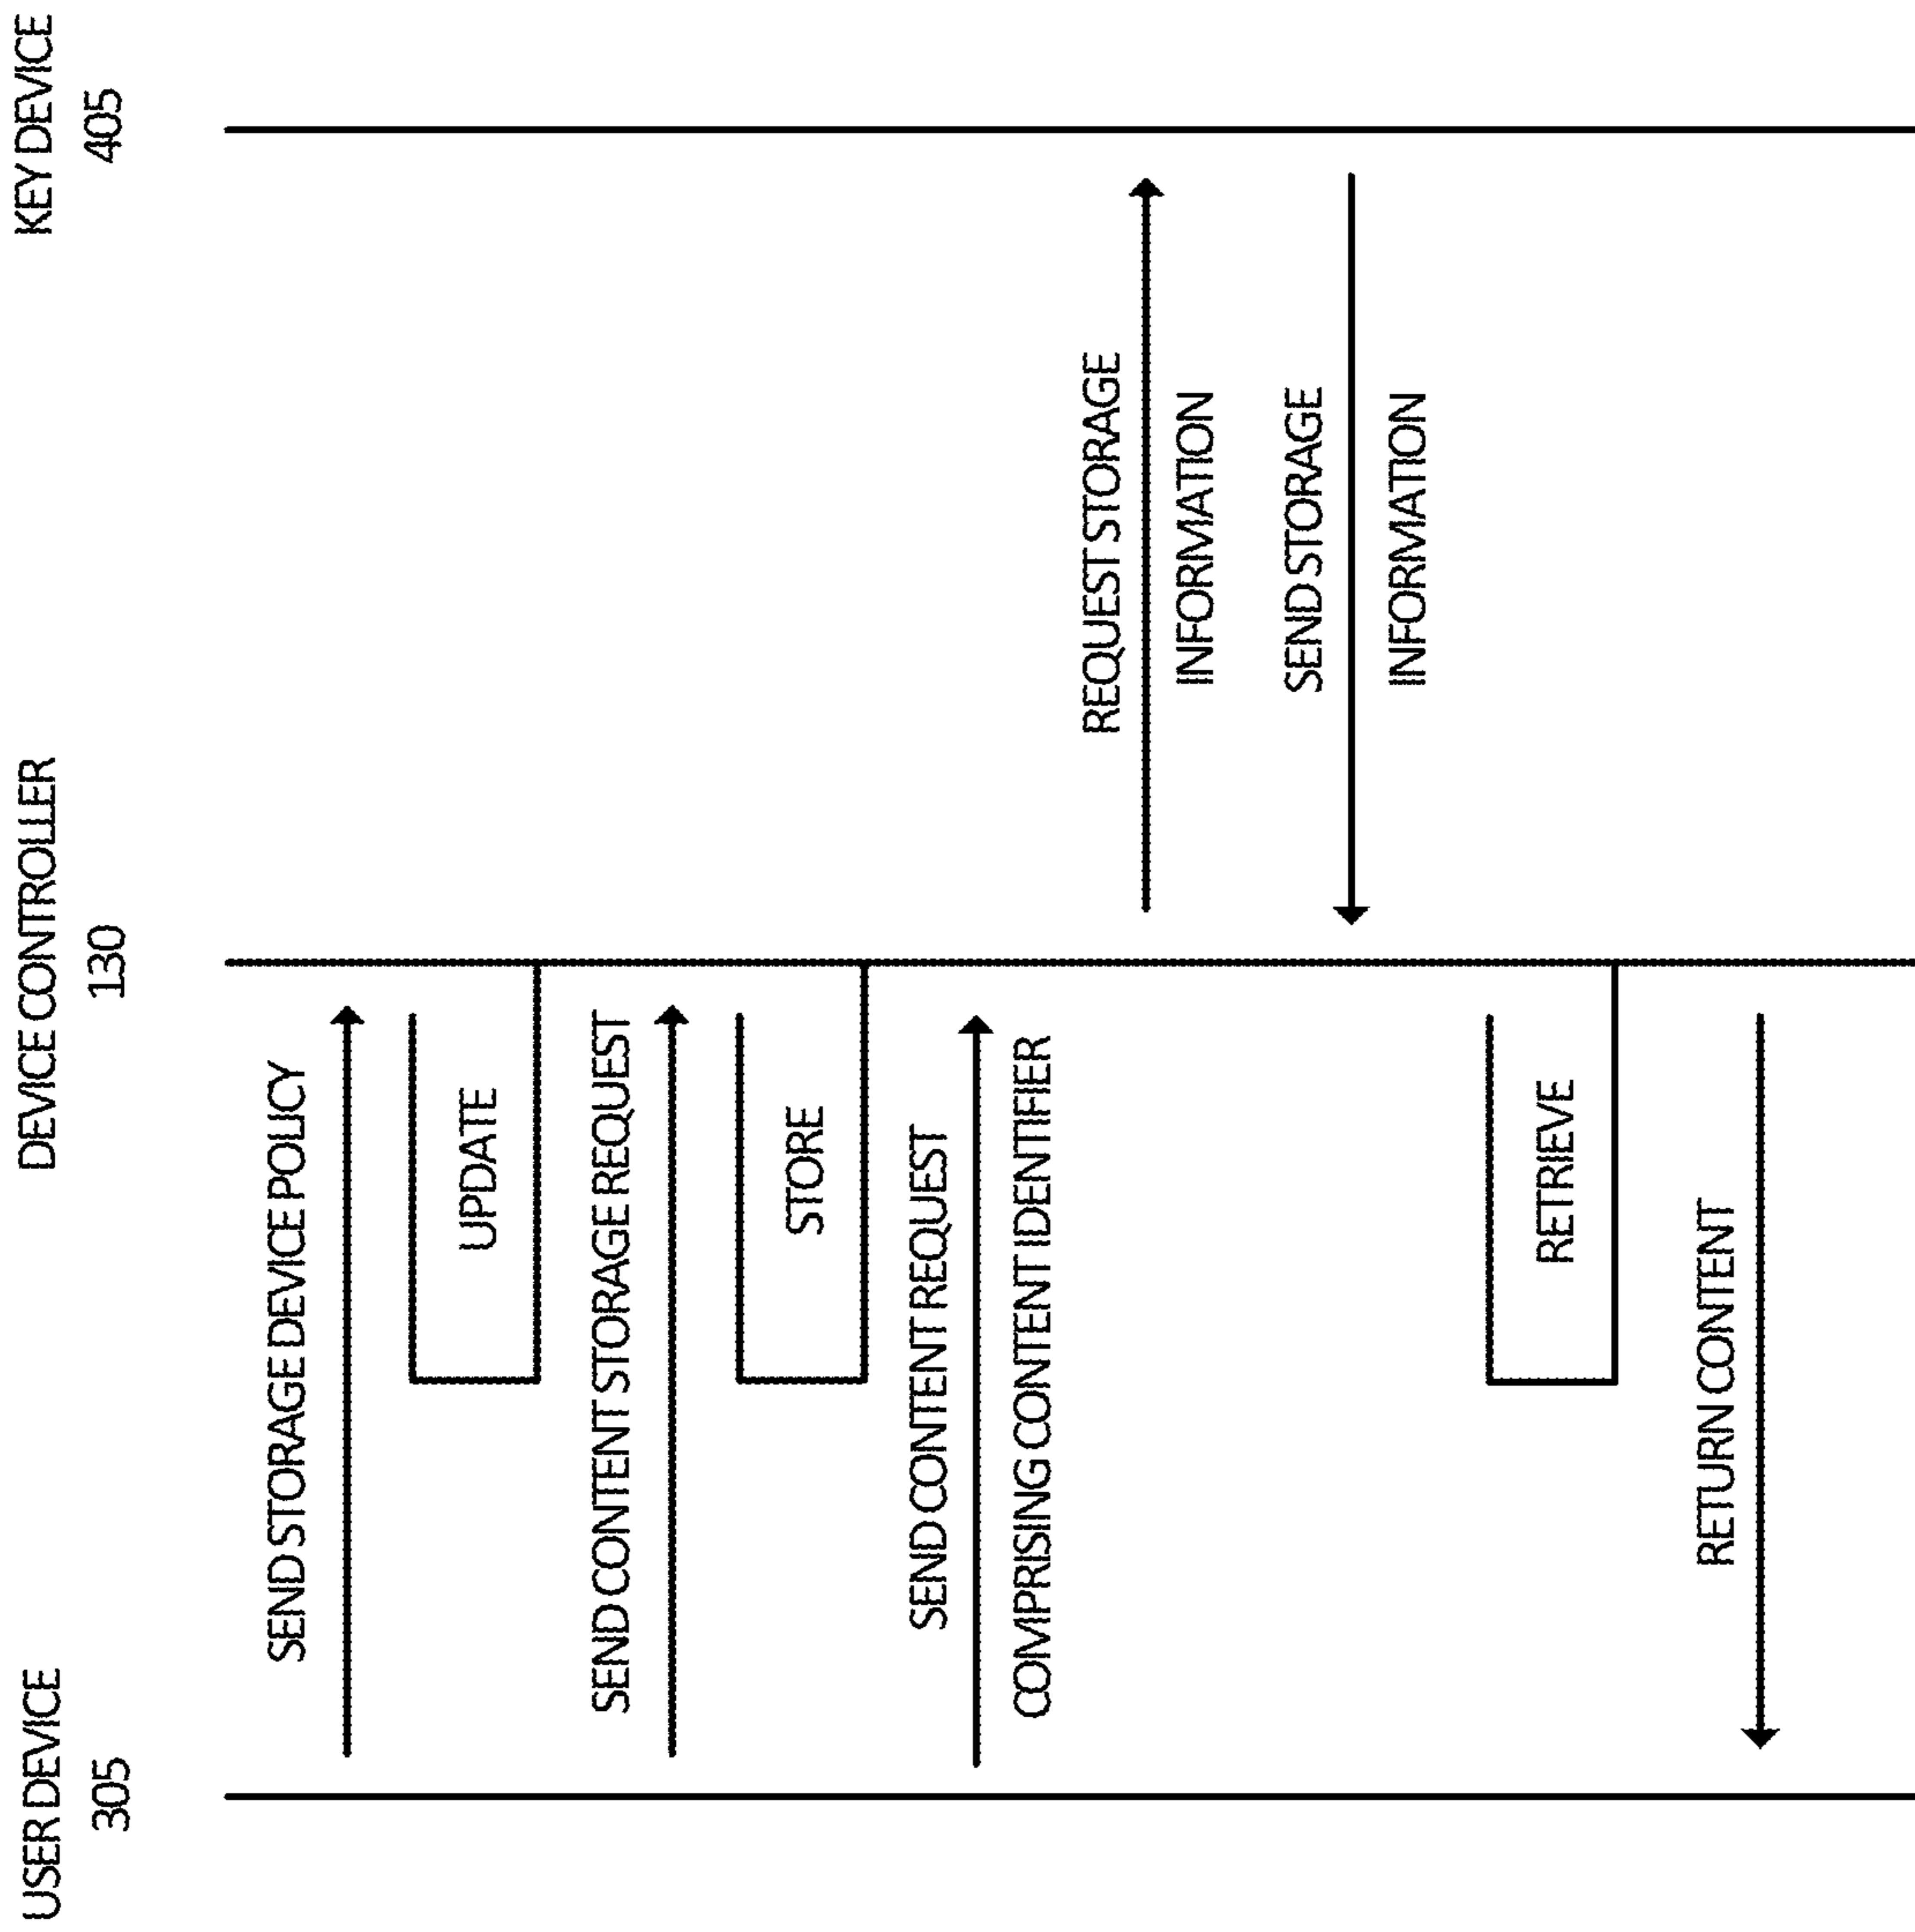 USER DEVICE
305
DEVICE CONTROLLER
130
KEY DEVICE
405
SEND STORAGE DEVICE POLICY
UPDATE
SEND CONTENT STORAGE REQUEST
STORE
SEND CONTENT REQUEST
COMPRISING CONTENT IDENTIFIER
REQUEST STORAGE
INFORMATION
SEND STORAGE
INFORMATION
RETRIEVE
RETURN CONTENT